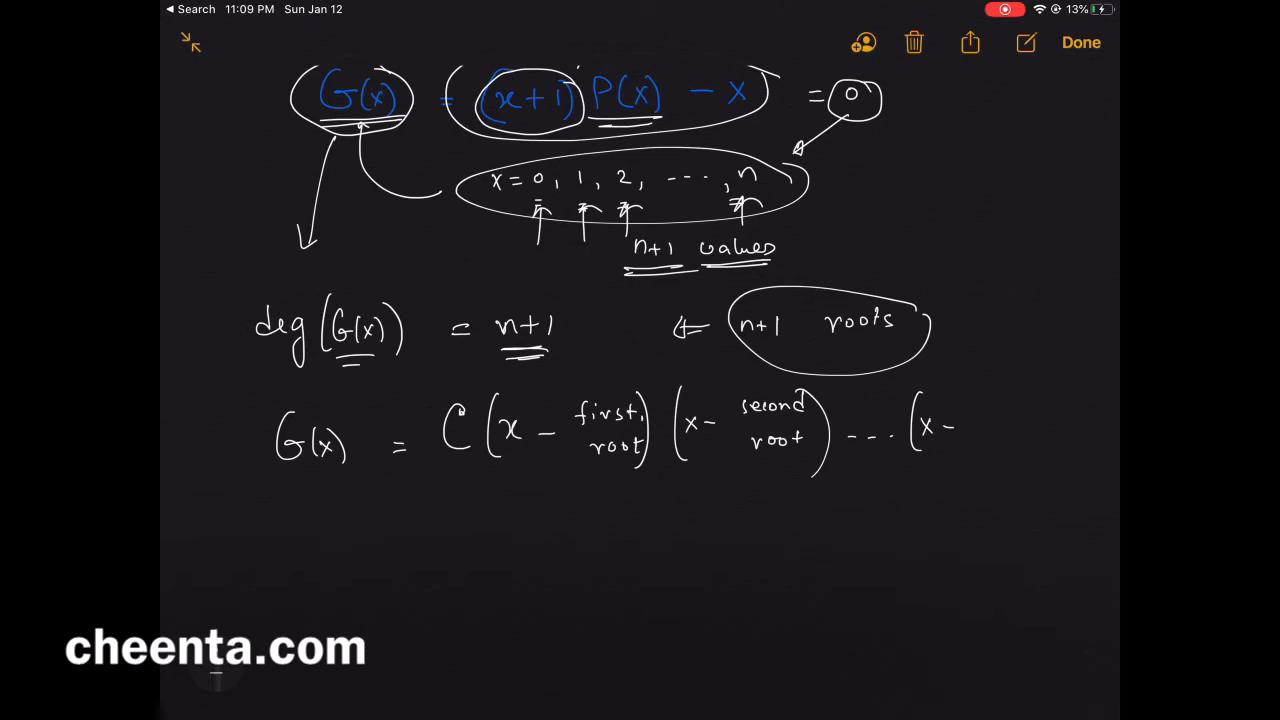 Search 11:09 PM Sun Jan 12 13%
Done
G(x) = (x+1) P(x) - x = 0
x = 0, 1, 2, ---, n
n+1 values
deg (G(x)) = n+1 ⇐ n+1 roots
G(x) = C (x - first root) (x - second root) ---. (x -
cheenta.com